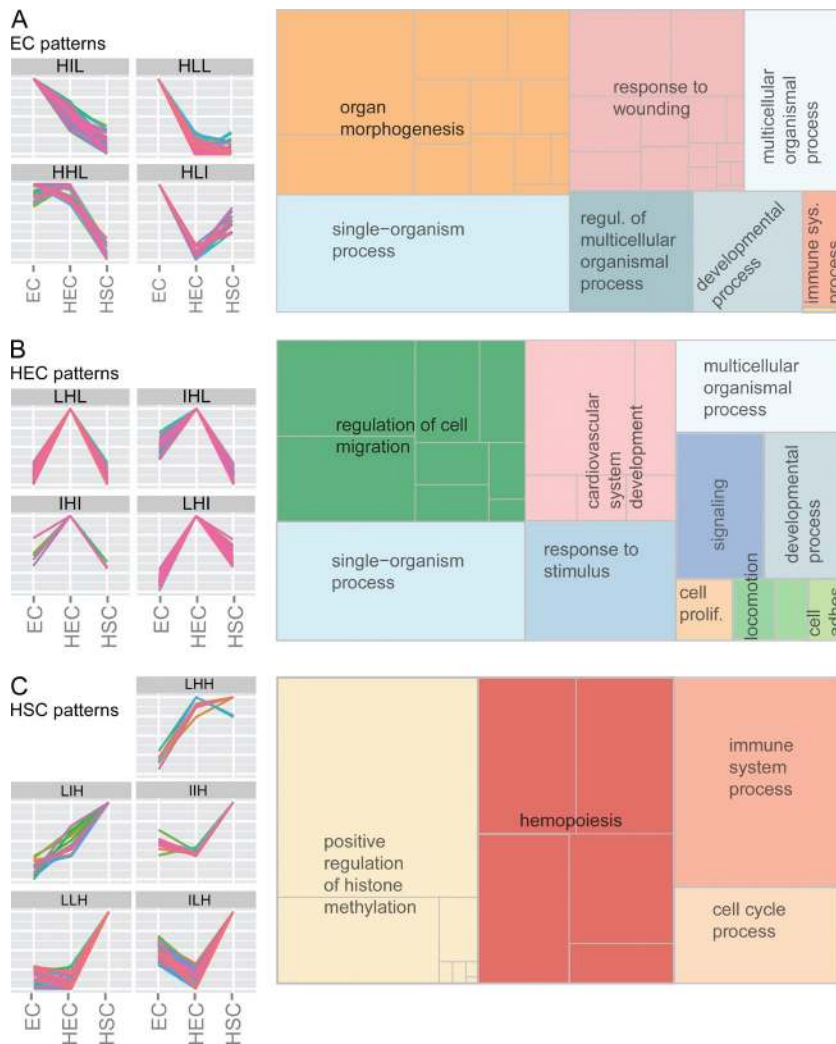 A
EC patterns
HIL
HLL
HHL
HLI
EC
HEC
HSC
EC
HEC
HSC
organ
morphogenesis
response to
wounding
multicellular
organismal
process
single-organism
process
regul. of
multicellular
organismal process
developmental
process
immune sys.
process
B
HEC patterns
LHL
IHL
IHI
LHI
EC
HEC
HSC
EC
HEC
HSC
regulation of cell
migration
cardiovascular
system
development
multicellular
organismal
process
signaling
developmental
process
single-organism
process
response to
stimulus
cell
prolif.
locomotion
cell
adhes.
C
HSC patterns
LHH
LIH
IIH
LLH
ILH
EC
HEC
HSC
EC
HEC
HSC
positive
regulation
of histone
methylation
hemopoiesis
immune
system
process
cell cycle
process